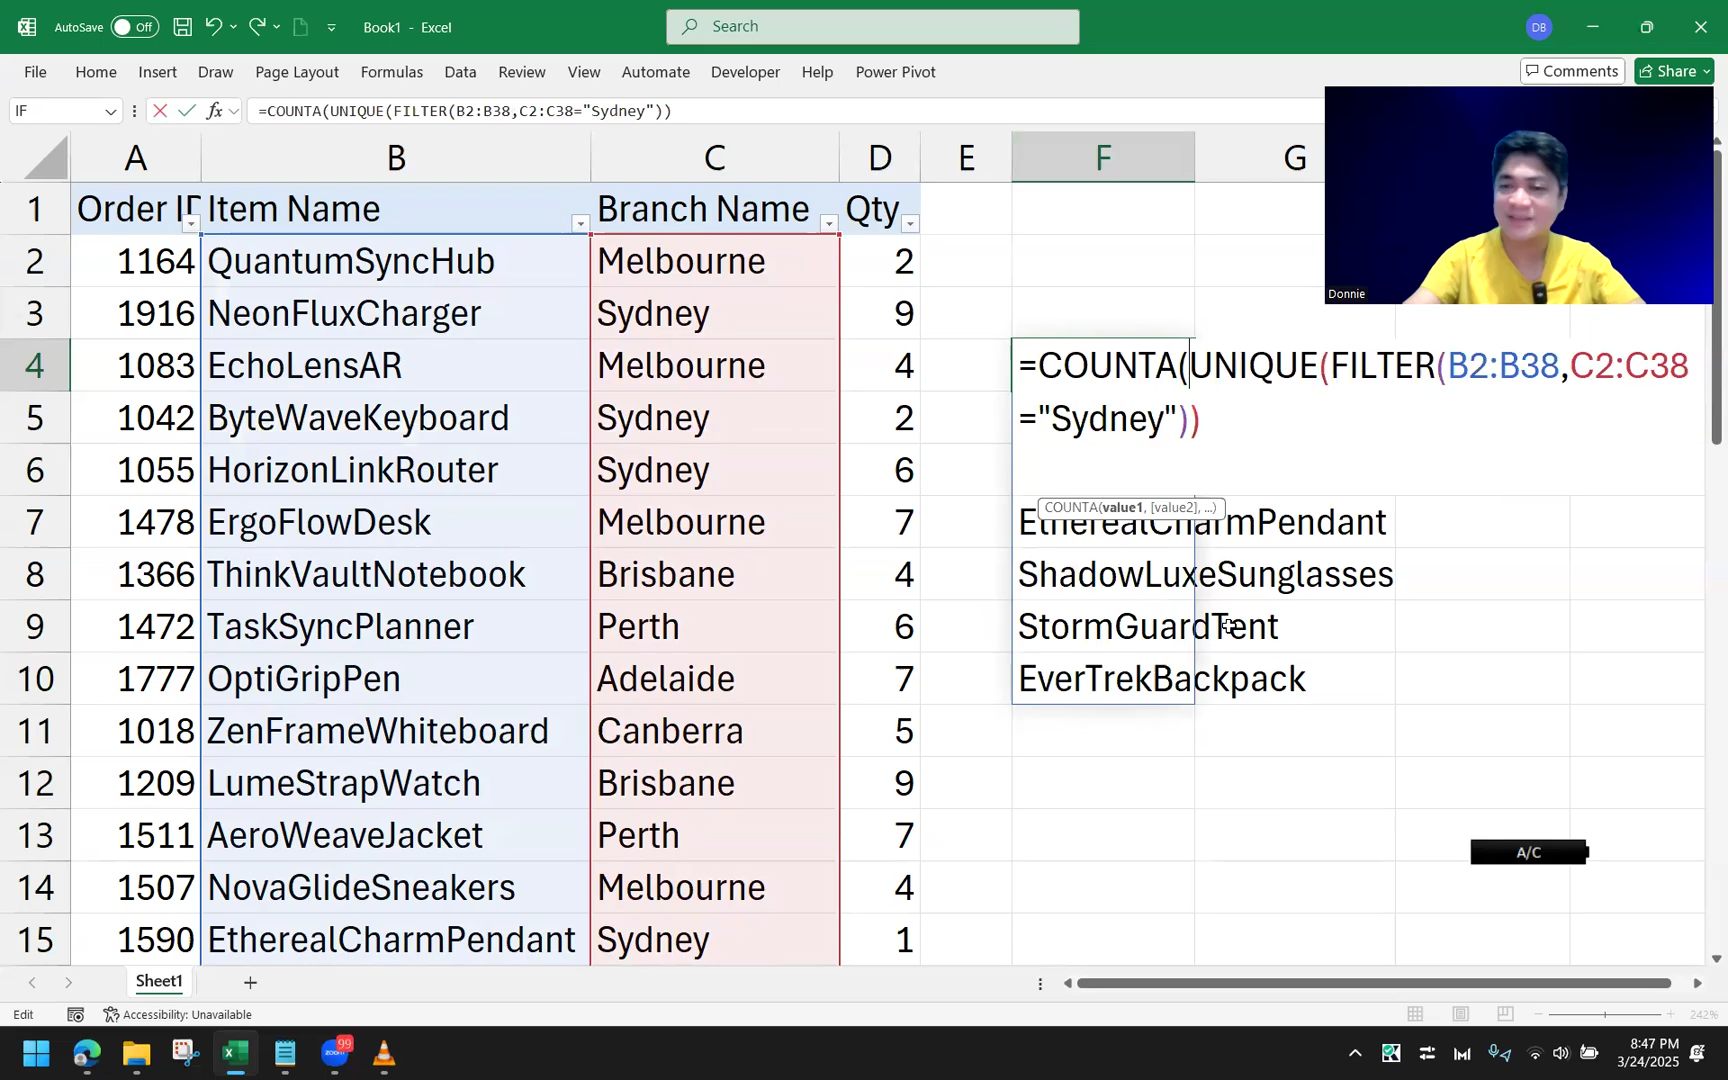 AutoSave Off Book1 - Excel Search DB
File Home Insert Draw Page Layout Formulas Data Review View Automate Developer Help Power Pivot Comments Share
IF fx =COUNTA(UNIQUE(FILTER(B2:B38,C2:C38="Sydney"))
Donnie
A B C D E F G
1 Order ID Item Name Branch Name Qty
2 1164 QuantumSyncHub Melbourne 2
3 1916 NeonFluxCharger Sydney 9
4 1083 EchoLensAR Melbourne 4 =COUNTA(UNIQUE(FILTER(B2:B38,C2:C38
5 1042 ByteWaveKeyboard Sydney 2 ="Sydney"))
6 1055 HorizonLinkRouter Sydney 6
COUNTA(value1, [value2], ...)
7 1478 ErgoFlowDesk Melbourne 7 EtherealCharmPendant
8 1366 ThinkVaultNotebook Brisbane 4 ShadowLuxeSunglasses
9 1472 TaskSyncPlanner Perth 6 StormGuardTent
10 1777 OptiGripPen Adelaide 7 EverTrekBackpack
11 1018 ZenFrameWhiteboard Canberra 5
12 1209 LumeStrapWatch Brisbane 9
13 1511 AeroWeaveJacket Perth 7
A/C
14 1507 NovaGlideSneakers Melbourne 4
15 1590 EtherealCharmPendant Sydney 1
Sheet1
Edit Accessibility: Unavailable 242%
zoom 99
8:47 PM
3/24/2025